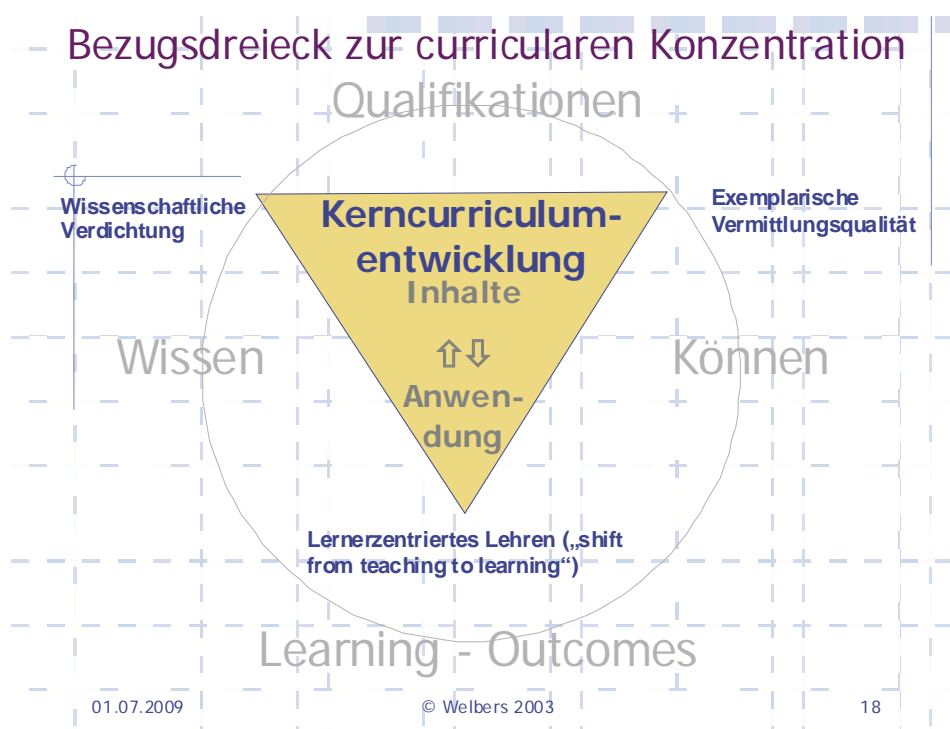 Bezugsdreieck zur curricularen Konzentration
Qualifikationen
Wissenschaftliche
Verdichtung
Exemplarische
Vermittlungsqualität
Kerncurriculum-
entwicklung
Inhalte
⇧⇩
Wissen
Können
Anwen-
dung
Lernerzentriertes Lehren („shift
from teaching to learning“)
Learning - Outcomes
01.07.2009
© Welbers 2003
18